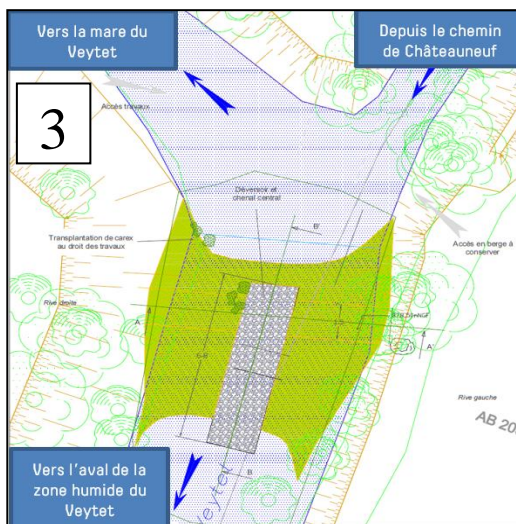 Vers la mare du
Veytet
Depuis le chemin
de Châteauneuf
3
Accès travaux
Déversoir et
chenal central
B'
Transplantation de carex
au droit des travaux
Accès en berge à
conserver
Rive droite
A
A'
Rive gauche
AB 20
B
Veytet
Vers l'aval de la
zone humide du
Veytet